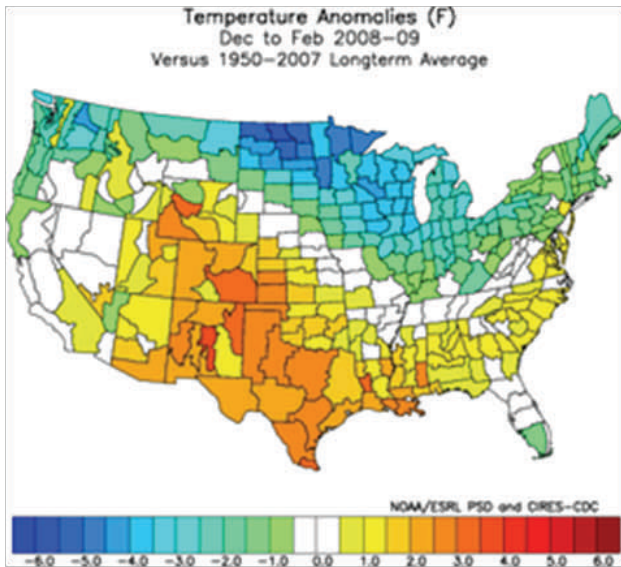 Temperature Anomalies (F)
Dec to Feb 2008-09
Versus 1950-2007 Longterm Average
NOAA/ESRL PSD and CIRES-CDC
-6.0 -5.0 -4.0 -3.0 -2.0 -1.0 0.0 1.0 2.0 3.0 4.0 5.0 6.0